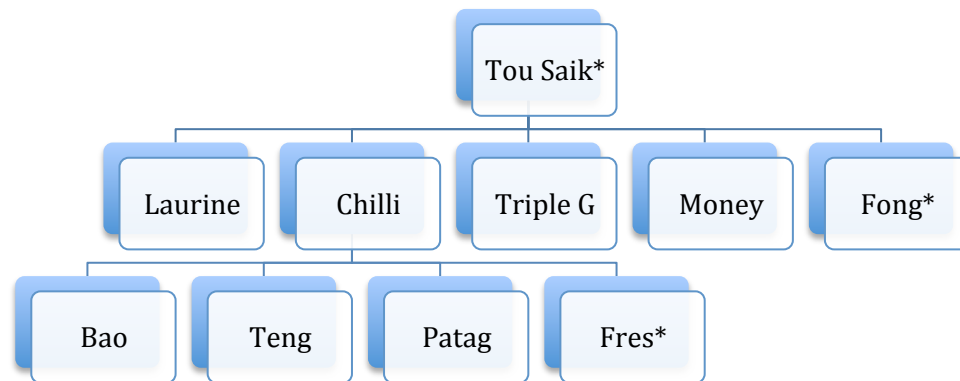 Tou Saik*
Laurine
Chilli
Triple G
Money
Fong*
Bao
Teng
Patag
Fres*